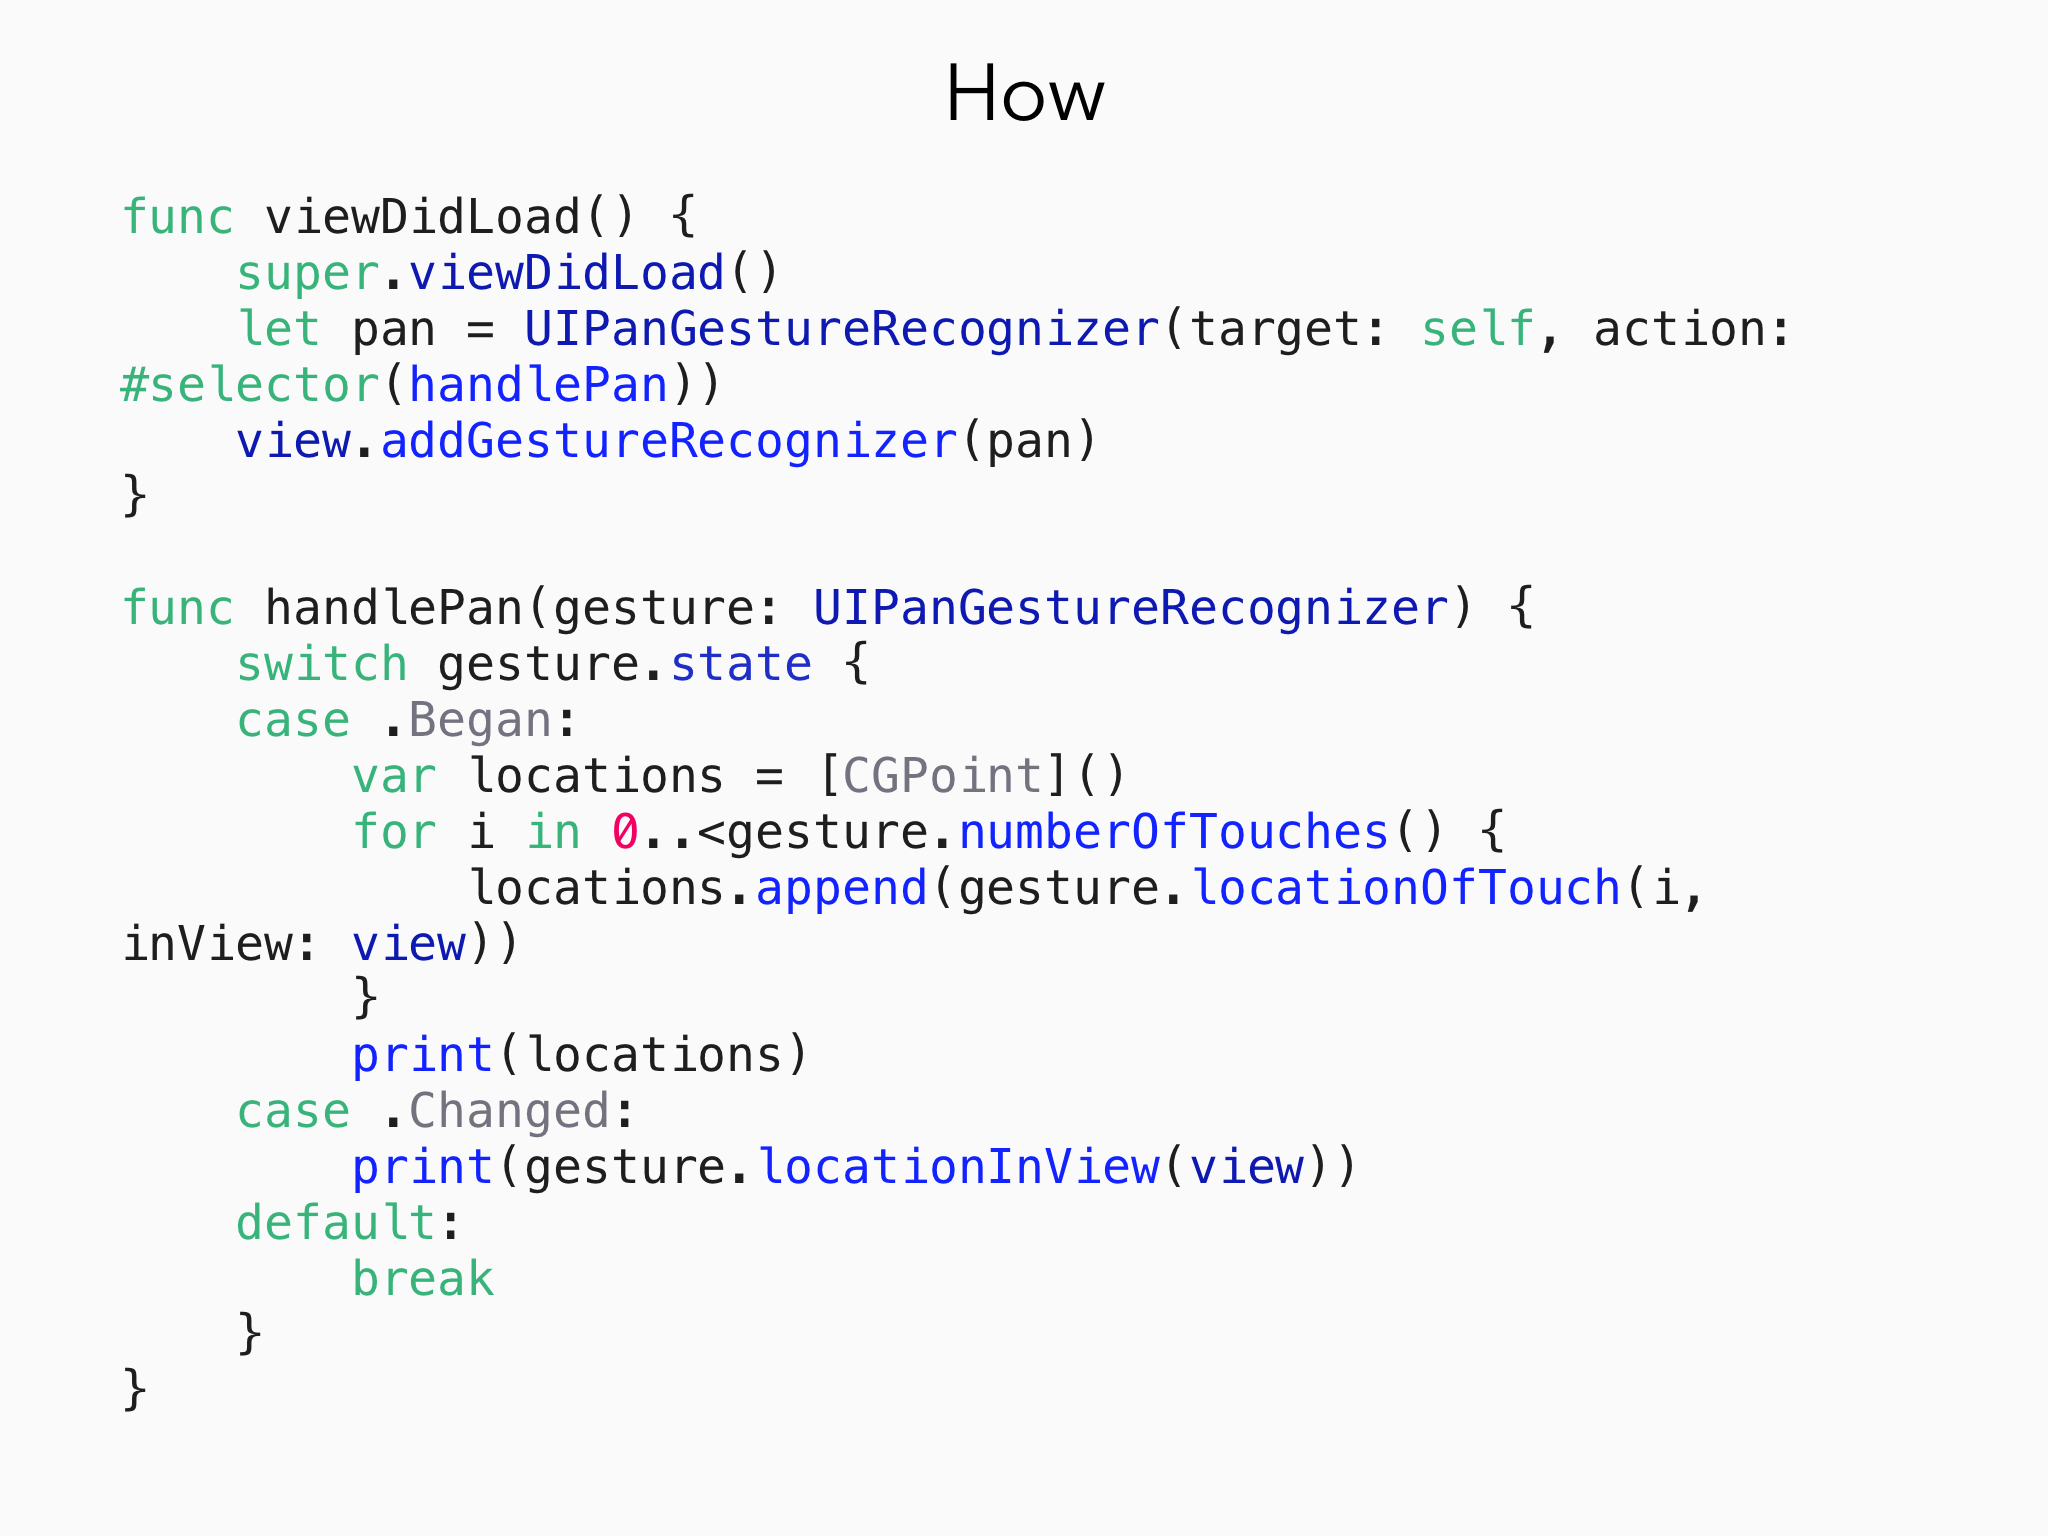 How
func viewDidLoad() {
    super.viewDidLoad()
    let pan = UIPanGestureRecognizer(target: self, action:
#selector(handlePan))
    view.addGestureRecognizer(pan)
}

func handlePan(gesture: UIPanGestureRecognizer) {
    switch gesture.state {
    case .Began:
        var locations = [CGPoint]()
        for i in 0..<gesture.numberOfTouches() {
            locations.append(gesture.locationOfTouch(i,
inView: view))
        }
        print(locations)
    case .Changed:
        print(gesture.locationInView(view))
    default:
        break
    }
}